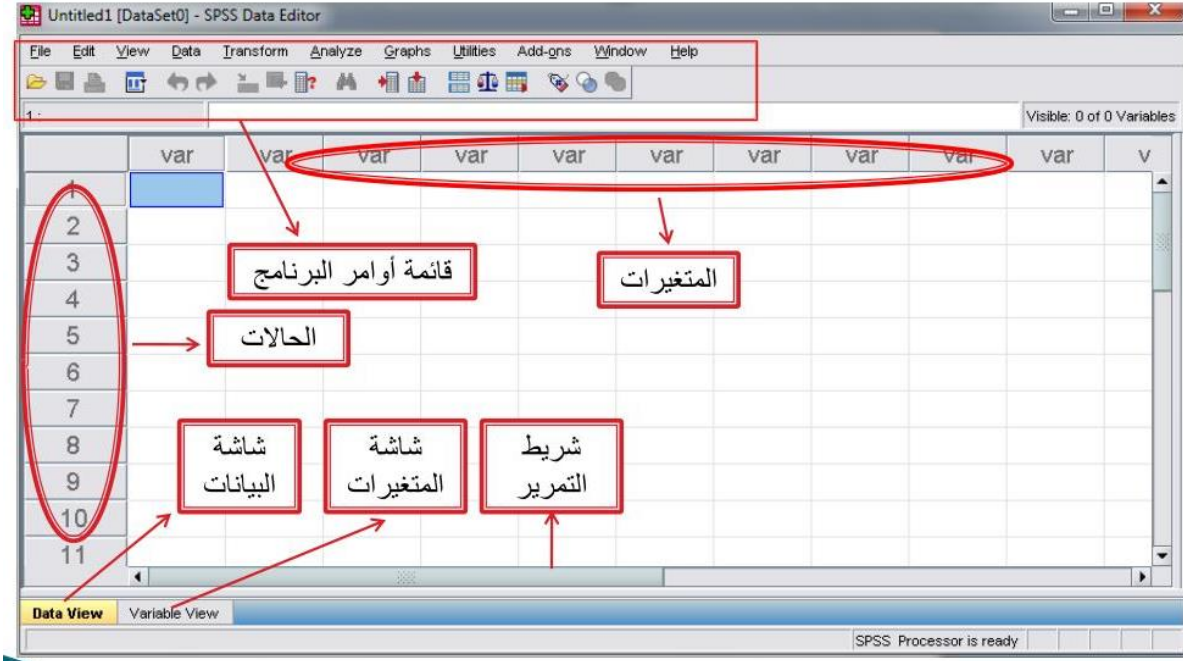 Untitled1 [DataSet0] - SPSS Data Editor
File Edit View Data Transform Analyze Graphs Utilities Add-ons Window Help
1 : Visible: 0 of 0 Variables
var var var var var var var var var var v
1
2
3
قائمة أوامر البرنامج
المتغيرات
4
5
الحالات
6
7
8
9
شاشة
البيانات
شاشة
المتغيرات
شريط
التمرير
10
11
Data View Variable View
SPSS Processor is ready